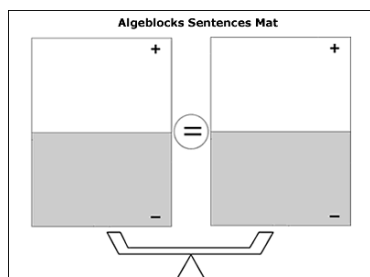 Algeblocks Sentences Mat
+ +
=
− −